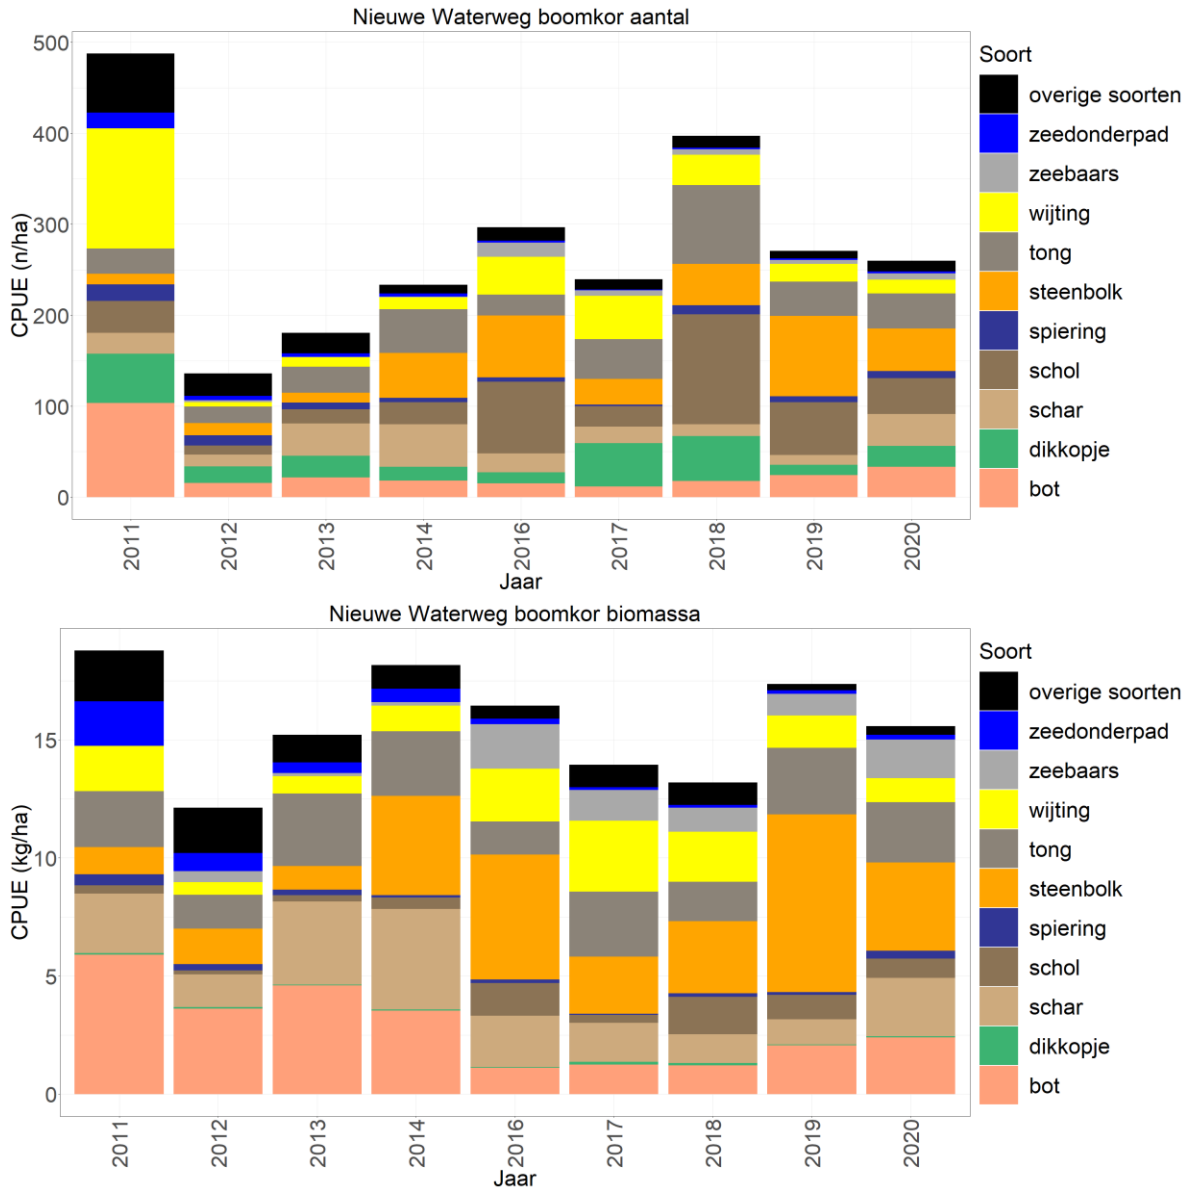 Nieuwe Waterweg boomkor aantal
CPUE (n/ha)
500
400
300
200
100
0
2011 2012 2013 2014 2016 2017 2018 2019 2020
Jaar
Soort
overige soorten
zeedonderpad
zeebaars
wijting
tong
steenbolk
spiering
schol
schar
dikkopje
bot
Nieuwe Waterweg boomkor biomassa
CPUE (kg/ha)
15
10
5
0
2011 2012 2013 2014 2016 2017 2018 2019 2020
Jaar
Soort
overige soorten
zeedonderpad
zeebaars
wijting
tong
steenbolk
spiering
schol
schar
dikkopje
bot